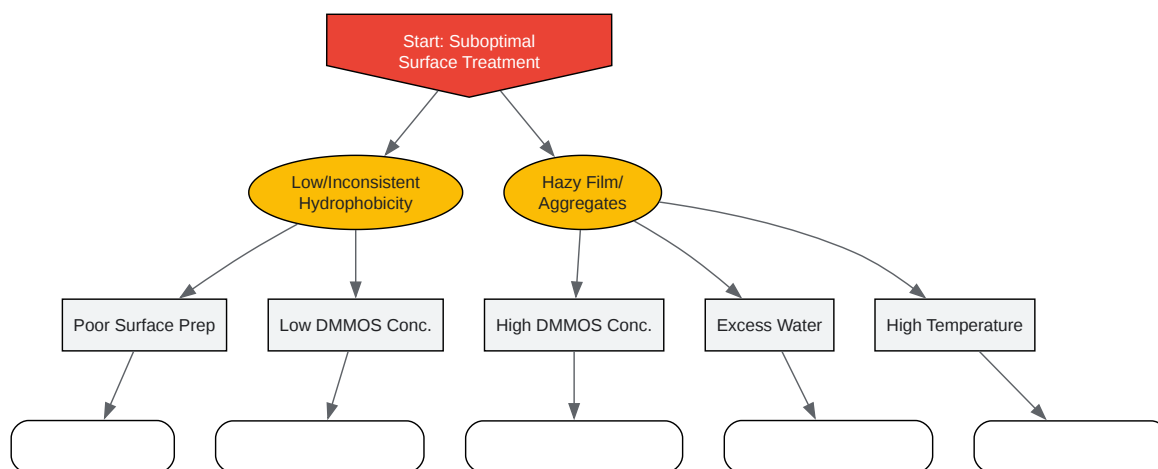 Start: Suboptimal
Surface Treatment
Low/Inconsistent
Hydrophobicity
Hazy Film/
Aggregates
Poor Surface Prep
Low DMMOS Conc.
High DMMOS Conc.
Excess Water
High Temperature